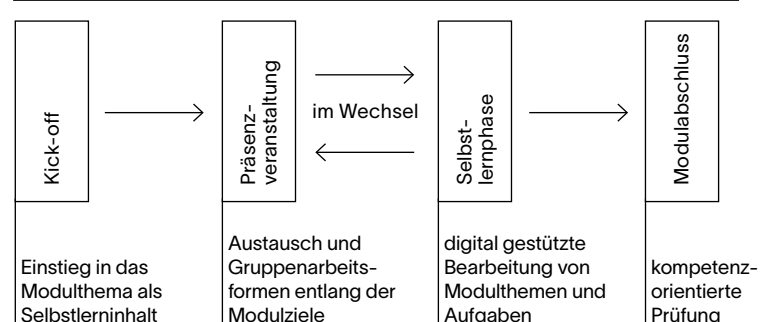 Kick-off
Präsenz-
veranstaltung
im Wechsel
Selbst-
lernphase
Modulabschluss
Einstieg in das
Modulthema als
Selbstlerninhalt
Austausch und
Gruppenarbeits-
formen entlang der
Modulziele
digital gestützte
Bearbeitung von
Modulthemen und
Aufgaben
kompetenz-
orientierte
Prüfung